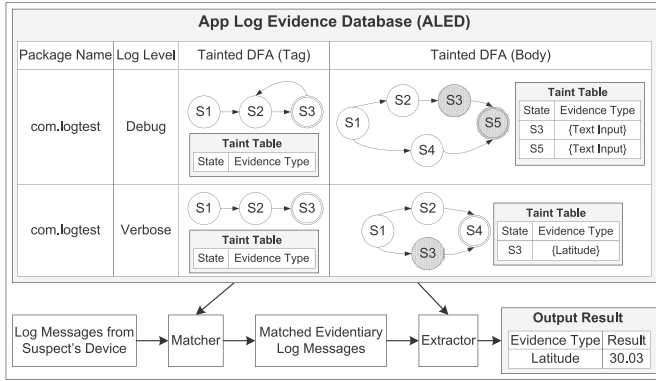 App Log Evidence Database (ALED)
Package Name Log Level Tainted DFA (Tag) Tainted DFA (Body)
com.logtest Debug
S1 S2 S3
Taint Table
State Evidence Type
S1 S2 S3 S4 S5
Taint Table
State Evidence Type
S3 {Text Input}
S5 {Text Input}
com.logtest Verbose
S1 S2 S3
Taint Table
State Evidence Type
S1 S2 S3 S4
Taint Table
State Evidence Type
S3 {Latitude}
Log Messages from
Suspect's Device
Matcher
Matched Evidentiary
Log Messages
Extractor
Output Result
Evidence Type Result
Latitude 30.03